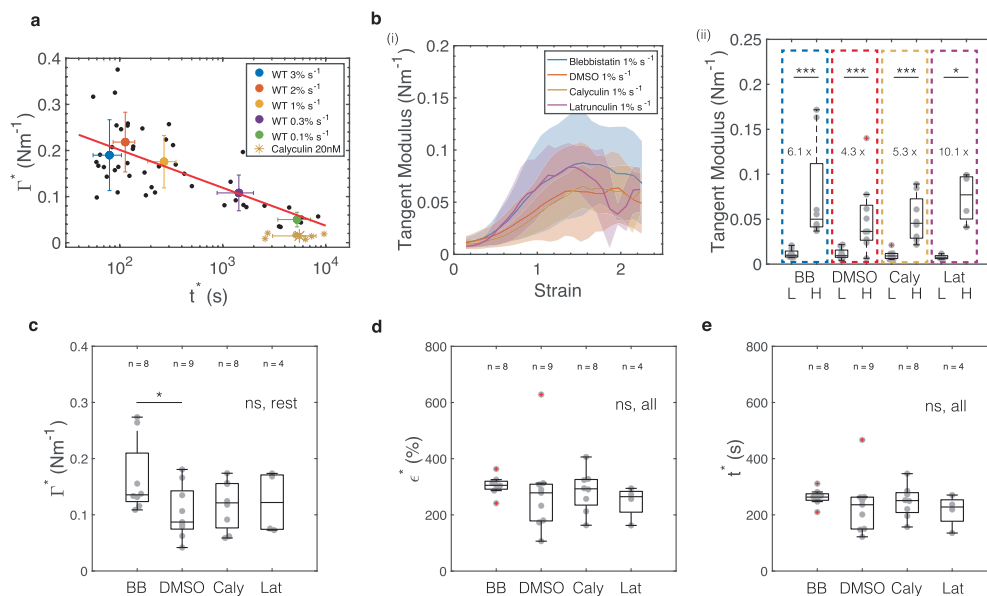 a
0.4
0.3
0.2
0.1
0
Γ* (Nm⁻¹)
10²
10³
10⁴
t* (s)
WT 3% s⁻¹
WT 2% s⁻¹
WT 1% s⁻¹
WT 0.3% s⁻¹
WT 0.1% s⁻¹
Calyculin 20nM
b
(i)
0.2
0.15
0.1
0.05
0
Tangent Modulus (Nm⁻¹)
0
1
2
Strain
Blebbistatin 1% s⁻¹
DMSO 1% s⁻¹
Calyculin 1% s⁻¹
Latrunculin 1% s⁻¹
(ii)
0.25
0.2
0.15
0.1
0.05
0
Tangent Modulus (Nm⁻¹)
*** *** *** *
6.1 x 4.3 x 5.3 x 10.1 x
BB DMSO Caly Lat
L H L H L H L H
c
0.4
0.3
0.2
0.1
0
Γ* (Nm⁻¹)
n = 8 n = 9 n = 8 n = 4
*
ns, rest
BB DMSO Caly Lat
d
800
600
400
200
0
ϵ* (%)
n = 8 n = 9 n = 8 n = 4
ns, all
BB DMSO Caly Lat
e
800
600
400
200
0
t* (s)
n = 8 n = 9 n = 8 n = 4
ns, all
BB DMSO Caly Lat